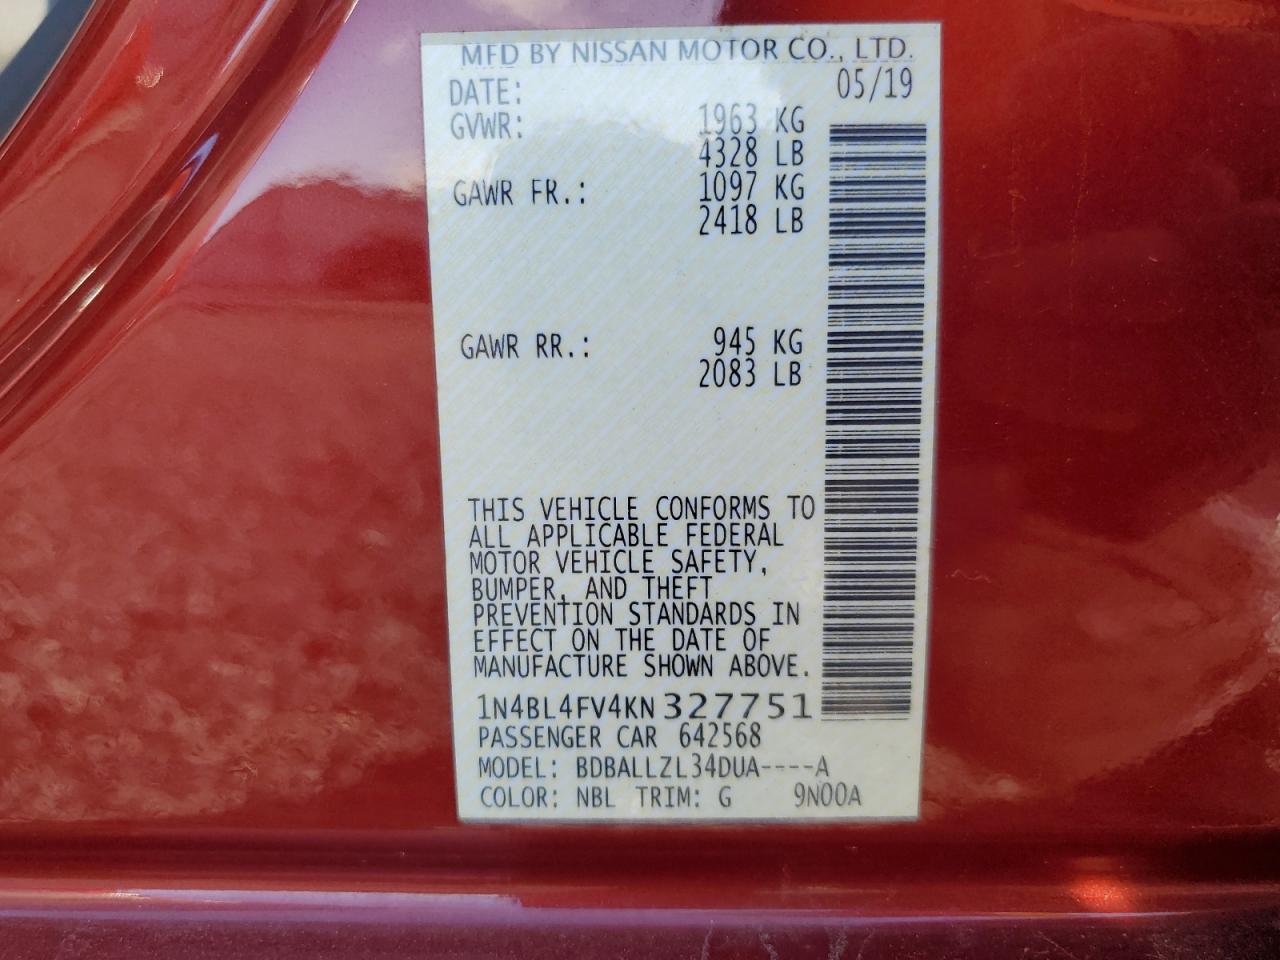 MFD BY NISSAN MOTOR CO., LTD.
DATE: 05/19
GVWR: 1963 KG
4328 LB
GAWR FR.: 1097 KG
2418 LB
GAWR RR.: 945 KG
2083 LB
THIS VEHICLE CONFORMS TO
ALL APPLICABLE FEDERAL
MOTOR VEHICLE SAFETY,
BUMPER, AND THEFT
PREVENTION STANDARDS IN
EFFECT ON THE DATE OF
MANUFACTURE SHOWN ABOVE.
1N4BL4FV4KN327751
PASSENGER CAR 642568
MODEL: BDBALLZL34DUA----A
COLOR: NBL TRIM: G 9N00A